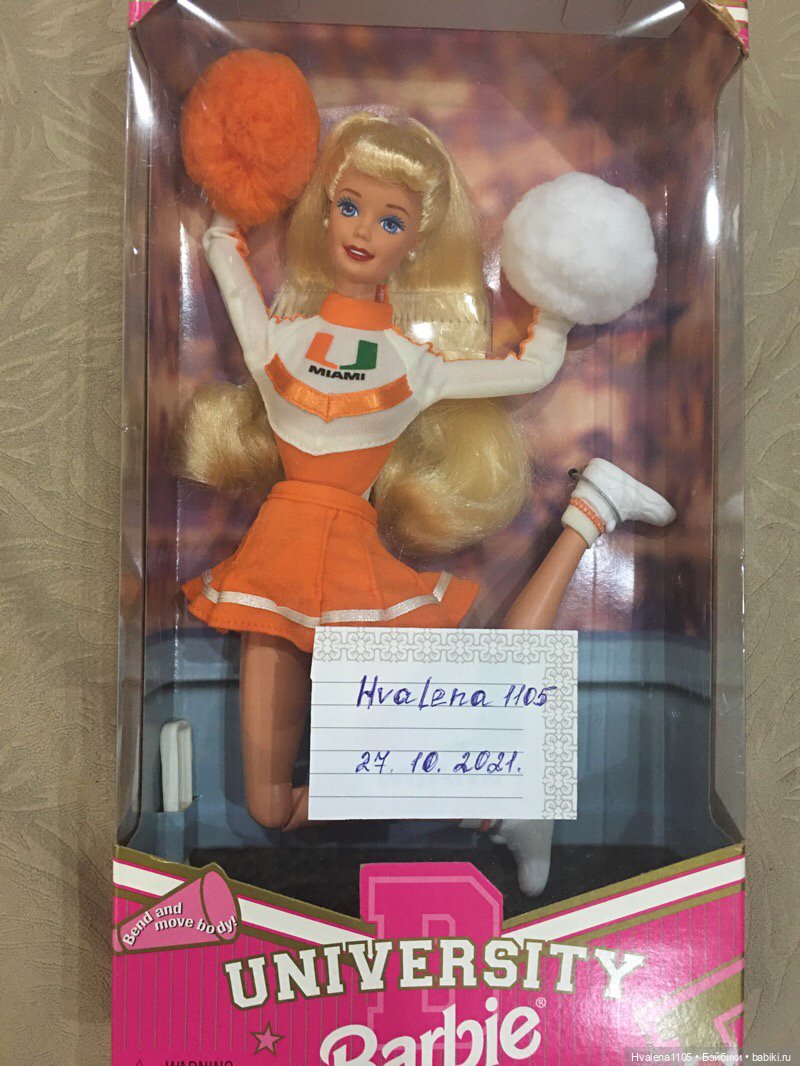 MIAMI
Hvalena 1105
27. 10. 2021.
Bend and
move body!
UNIVERSITY
Barbie®
WARNING
Hvalena1105 • Бэйбики • babiki.ru